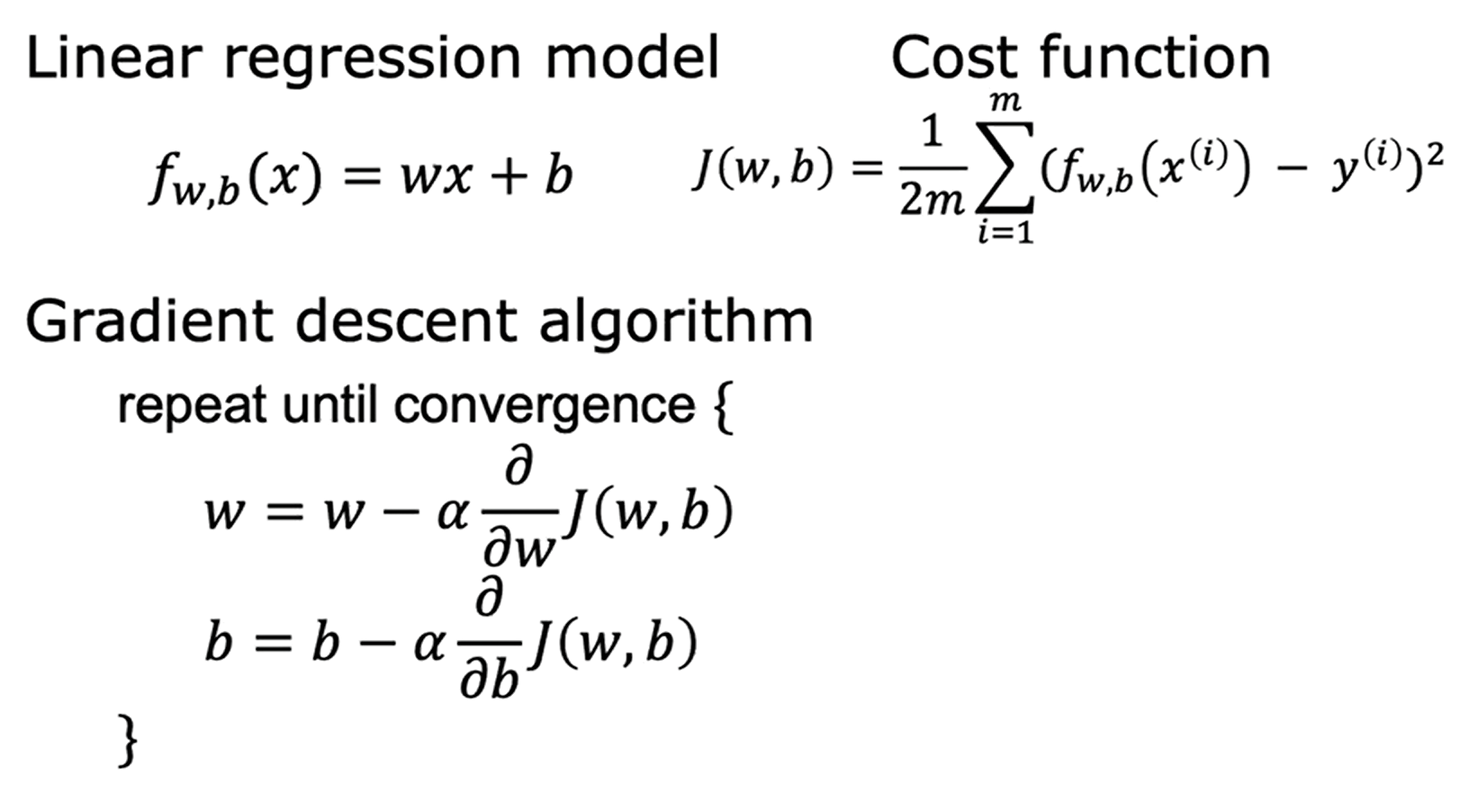 Linear regression model
Cost function
f_{w,b}(x) = wx + b
J(w, b) = \frac{1}{2m} \sum_{i=1}^{m} (f_{w,b}(x^{(i)}) − y^{(i)})^2
Gradient descent algorithm
repeat until convergence {
w = w − α \frac{∂}{∂w} J(w, b)
b = b − α \frac{∂}{∂b} J(w, b)
}